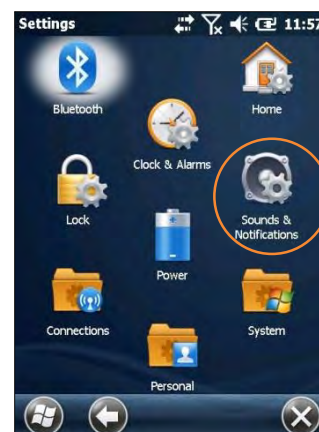 Settings 11:57
Bluetooth
Home
Clock & Alarms
Lock
Sounds &
Notifications
Power
Connections
System
Personal